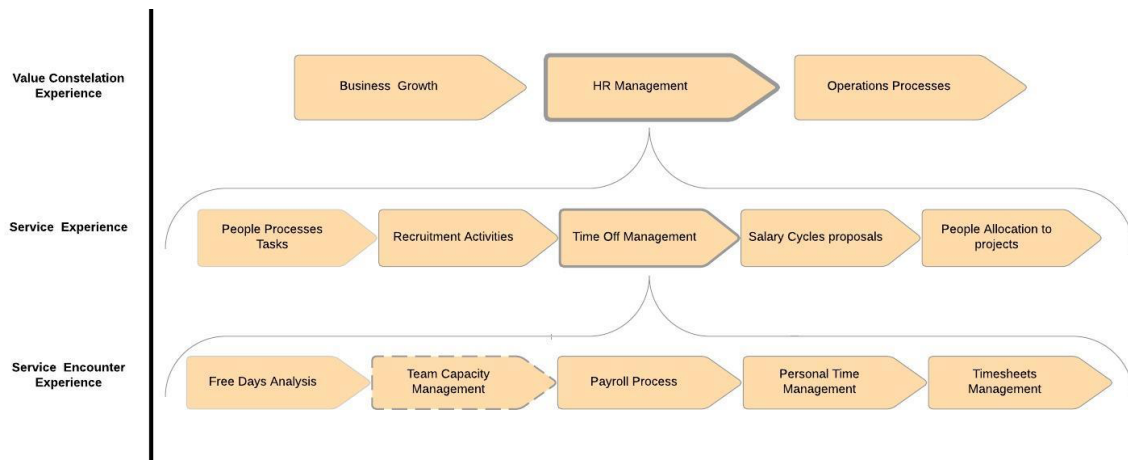 Value Constelation
Experience
Business Growth
HR Management
Operations Processes
Service Experience
People Processes
Tasks
Recruitment Activities
Time Off Management
Salary Cycles proposals
People Allocation to
projects
Service Encounter
Experience
Free Days Analysis
Team Capacity
Management
Payroll Process
Personal Time
Management
Timesheets
Management